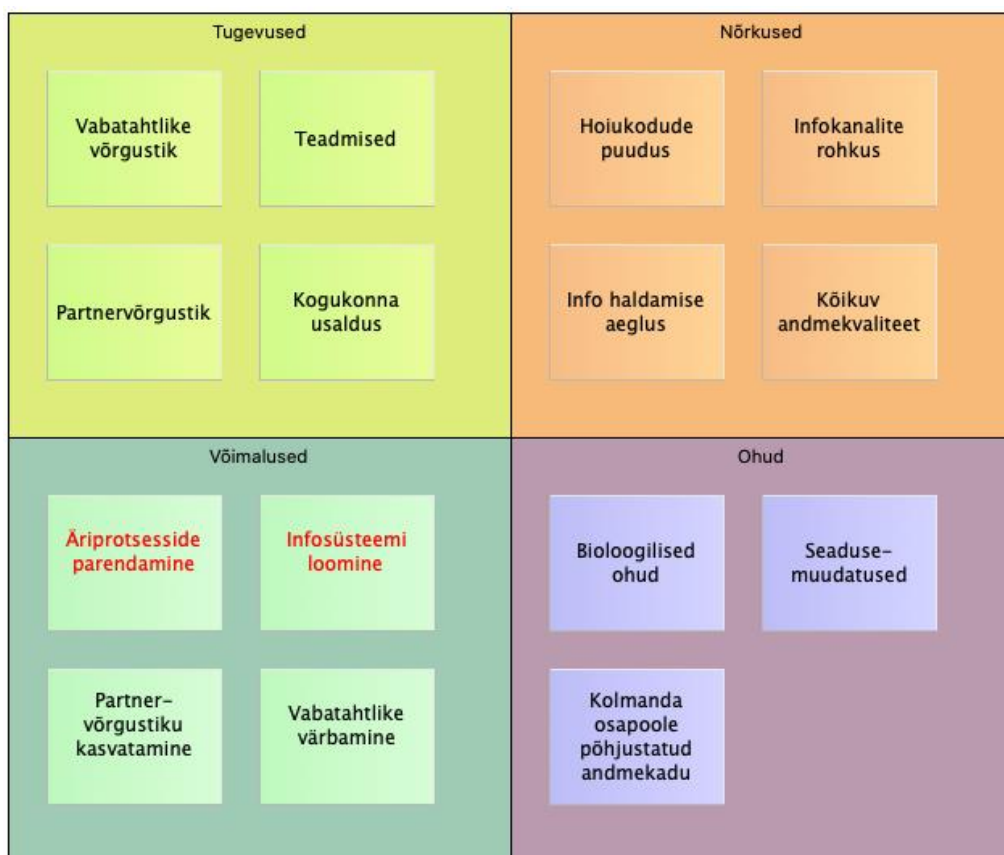 Tugevused
Vabatahtlike
võrgustik
Teadmised
Partnervõrgustik
Kogukonna
usaldus
Nõrkused
Hoiukodude
puudus
Infokanalite
rohkus
Info haldamise
aeglus
Kõikuv
andmekvaliteet
Võimalused
Äriprotsesside
parendamine
Infosüsteemi
loomine
Partner-
võrgustiku
kasvatamine
Vabatahtlike
värbamine
Ohud
Bioloogilised
ohud
Seaduse-
muudatused
Kolmanda
osapoole
põhjustatud
andmekadu